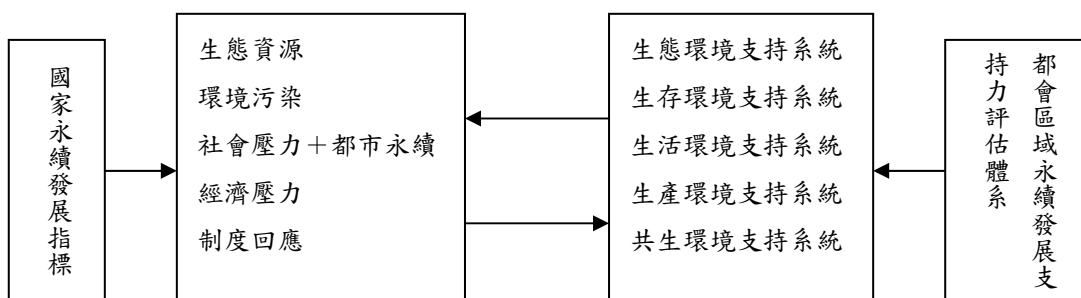 國家永續發展指標
生態資源
環境污染
社會壓力＋都市永續
經濟壓力
制度回應
生態環境支持系統
生存環境支持系統
生活環境支持系統
生產環境支持系統
共生環境支持系統
都會區域永續發展支
持力評估體系